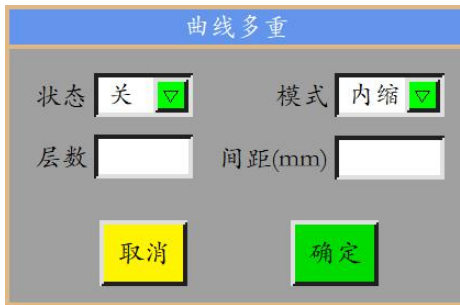 曲线多重
状态 关 模式 内缩
层数 间距(mm)
取消 确定